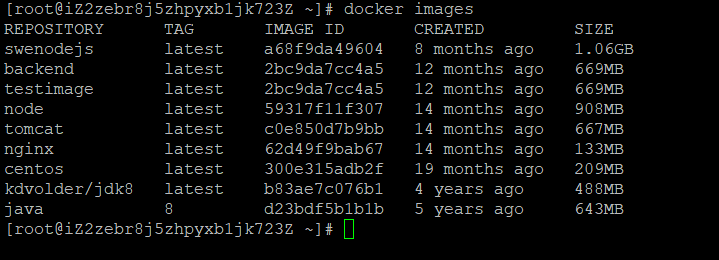 [root@iZ2zebr8j5zhpyxb1jk723Z ~]# docker images
REPOSITORY TAG IMAGE ID CREATED SIZE
swenodejs latest a68f9da49604 8 months ago 1.06GB
backend latest 2bc9da7cc4a5 12 months ago 669MB
testimage latest 2bc9da7cc4a5 12 months ago 669MB
node latest 59317f11f307 14 months ago 908MB
tomcat latest c0e850d7b9bb 14 months ago 667MB
nginx latest 62d49f9bab67 14 months ago 133MB
centos latest 300e315adb2f 19 months ago 209MB
kdvolder/jdk8 latest b83ae7c076b1 4 years ago 488MB
java 8 d23bdf5b1b1b 5 years ago 643MB
[root@iZ2zebr8j5zhpyxb1jk723Z ~]#